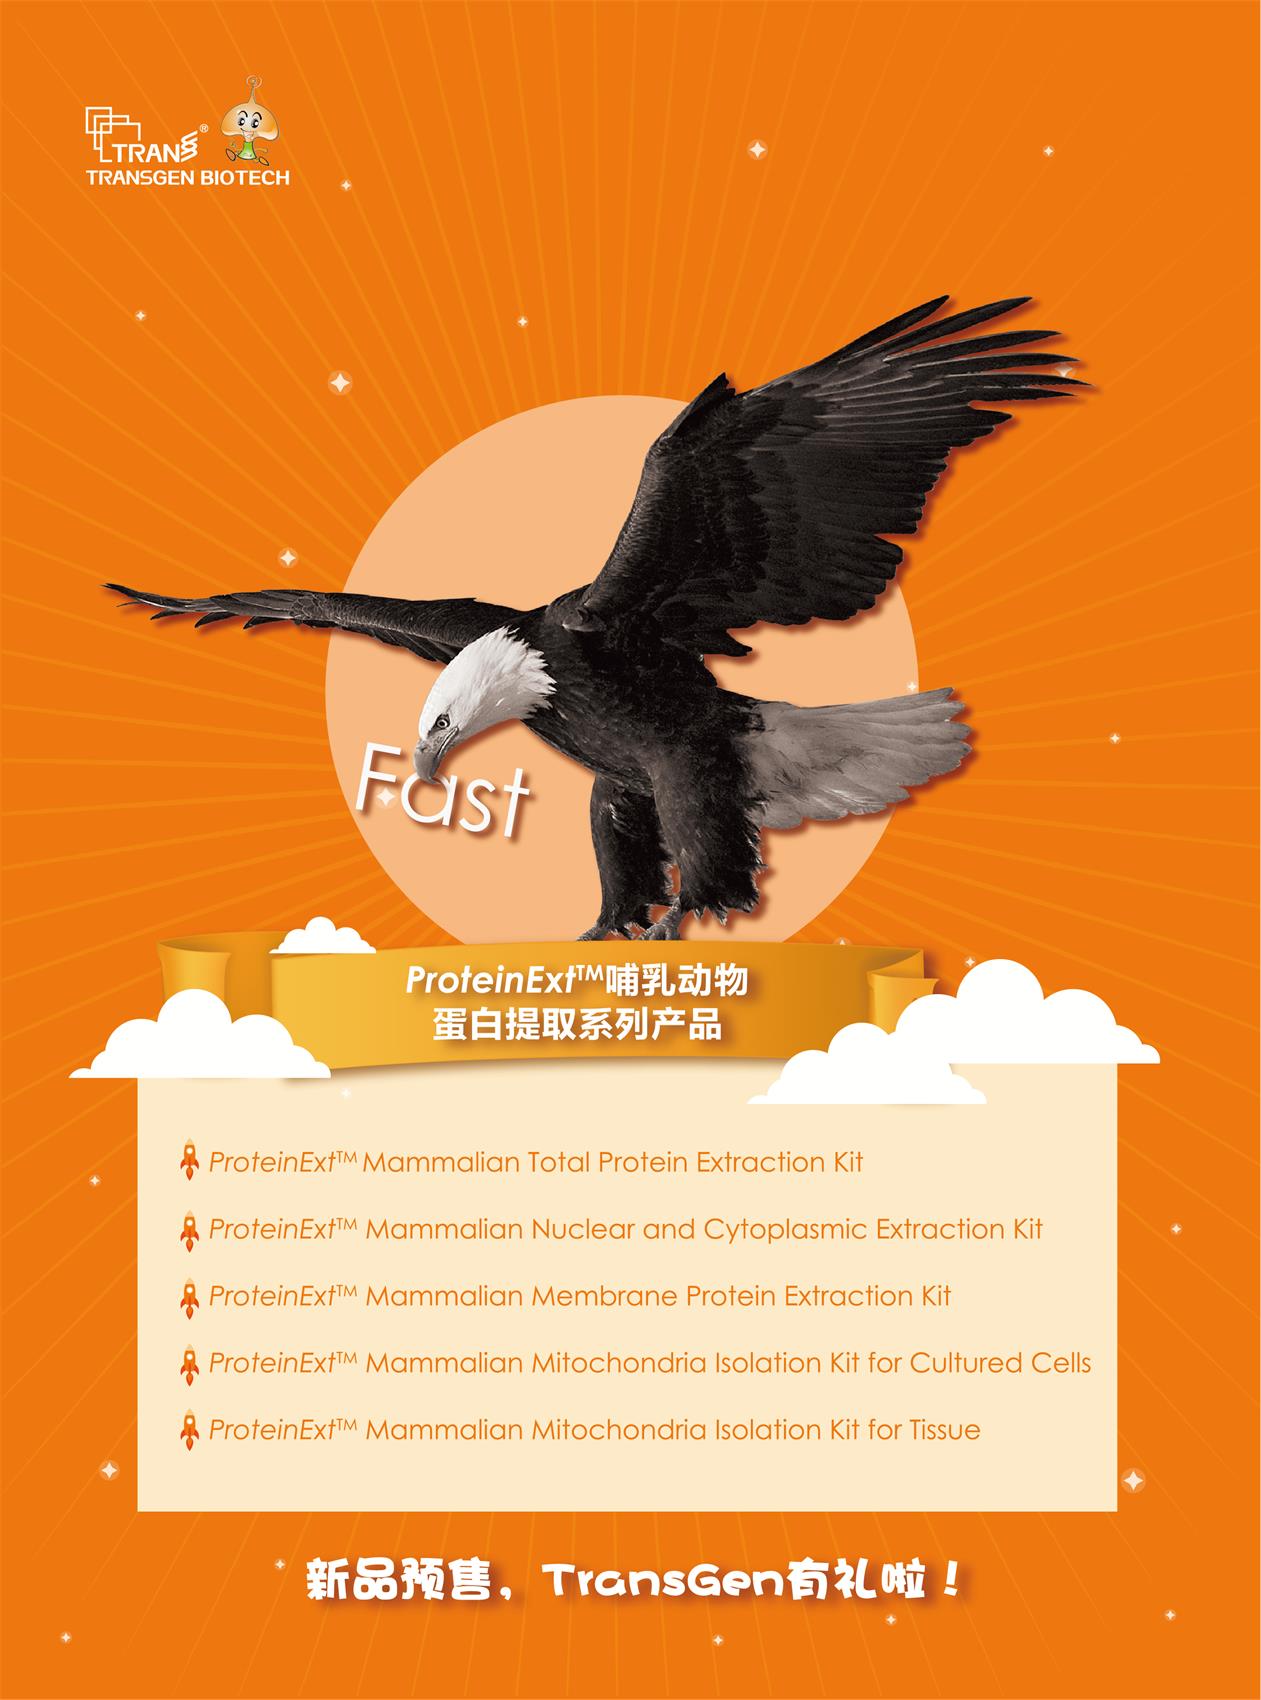 TRANS®
TRANSGEN BIOTECH
Fast
ProteinExt™哺乳动物
蛋白提取系列产品
ProteinExt™ Mammalian Total Protein Extraction Kit
ProteinExt™ Mammalian Nuclear and Cytoplasmic Extraction Kit
ProteinExt™ Mammalian Membrane Protein Extraction Kit
ProteinExt™ Mammalian Mitochondria Isolation Kit for Cultured Cells
ProteinExt™ Mammalian Mitochondria Isolation Kit for Tissue
新品预售，TransGen有礼啦！